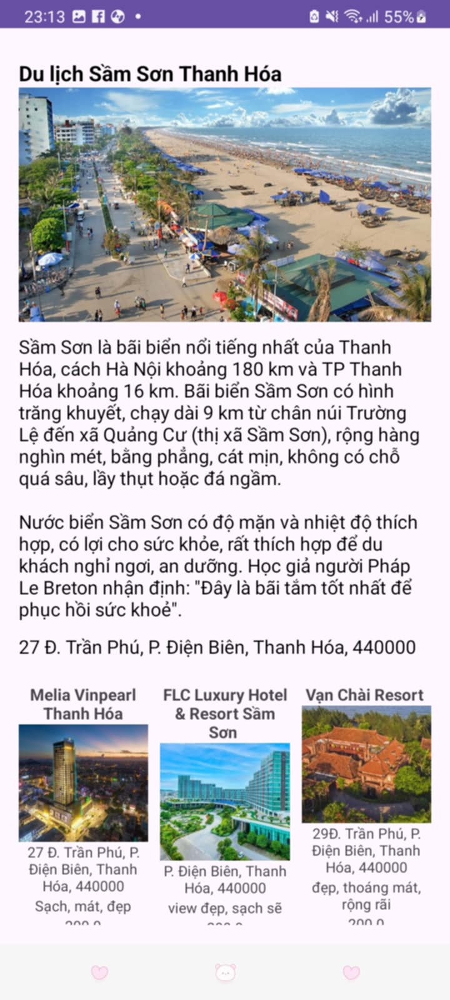 23:13
55%
Du lịch Sầm Sơn Thanh Hóa
Sầm Sơn là bãi biển nổi tiếng nhất của Thanh
Hóa, cách Hà Nội khoảng 180 km và TP Thanh
Hóa khoảng 16 km. Bãi biển Sầm Sơn có hình
trăng khuyết, chạy dài 9 km từ chân núi Trường
Lệ đến xã Quảng Cư (thị xã Sầm Sơn), rộng hàng
nghìn mét, bằng phẳng, cát mịn, không có chỗ
quá sâu, lầy thụt hoặc đá ngầm.
Nước biển Sầm Sơn có độ mặn và nhiệt độ thích
hợp, có lợi cho sức khỏe, rất thích hợp để du
khách nghỉ ngơi, an dưỡng. Học giả người Pháp
Le Breton nhận định: "Đây là bãi tắm tốt nhất để
phục hồi sức khoẻ".
27 Đ. Trần Phú, P. Điện Biên, Thanh Hóa, 440000
Melia Vinpearl
Thanh Hóa
27 Đ. Trần Phú, P.
Điện Biên, Thanh
Hóa, 440000
Sạch, mát, đẹp
FLC Luxury Hotel
& Resort Sầm
Sơn
P. Điện Biên, Thanh
Hóa, 440000
view đẹp, sạch sẽ
Vạn Chài Resort
29Đ. Trần Phú, P.
Điện Biên, Thanh
Hóa, 440000
đẹp, thoáng mát,
rộng rãi